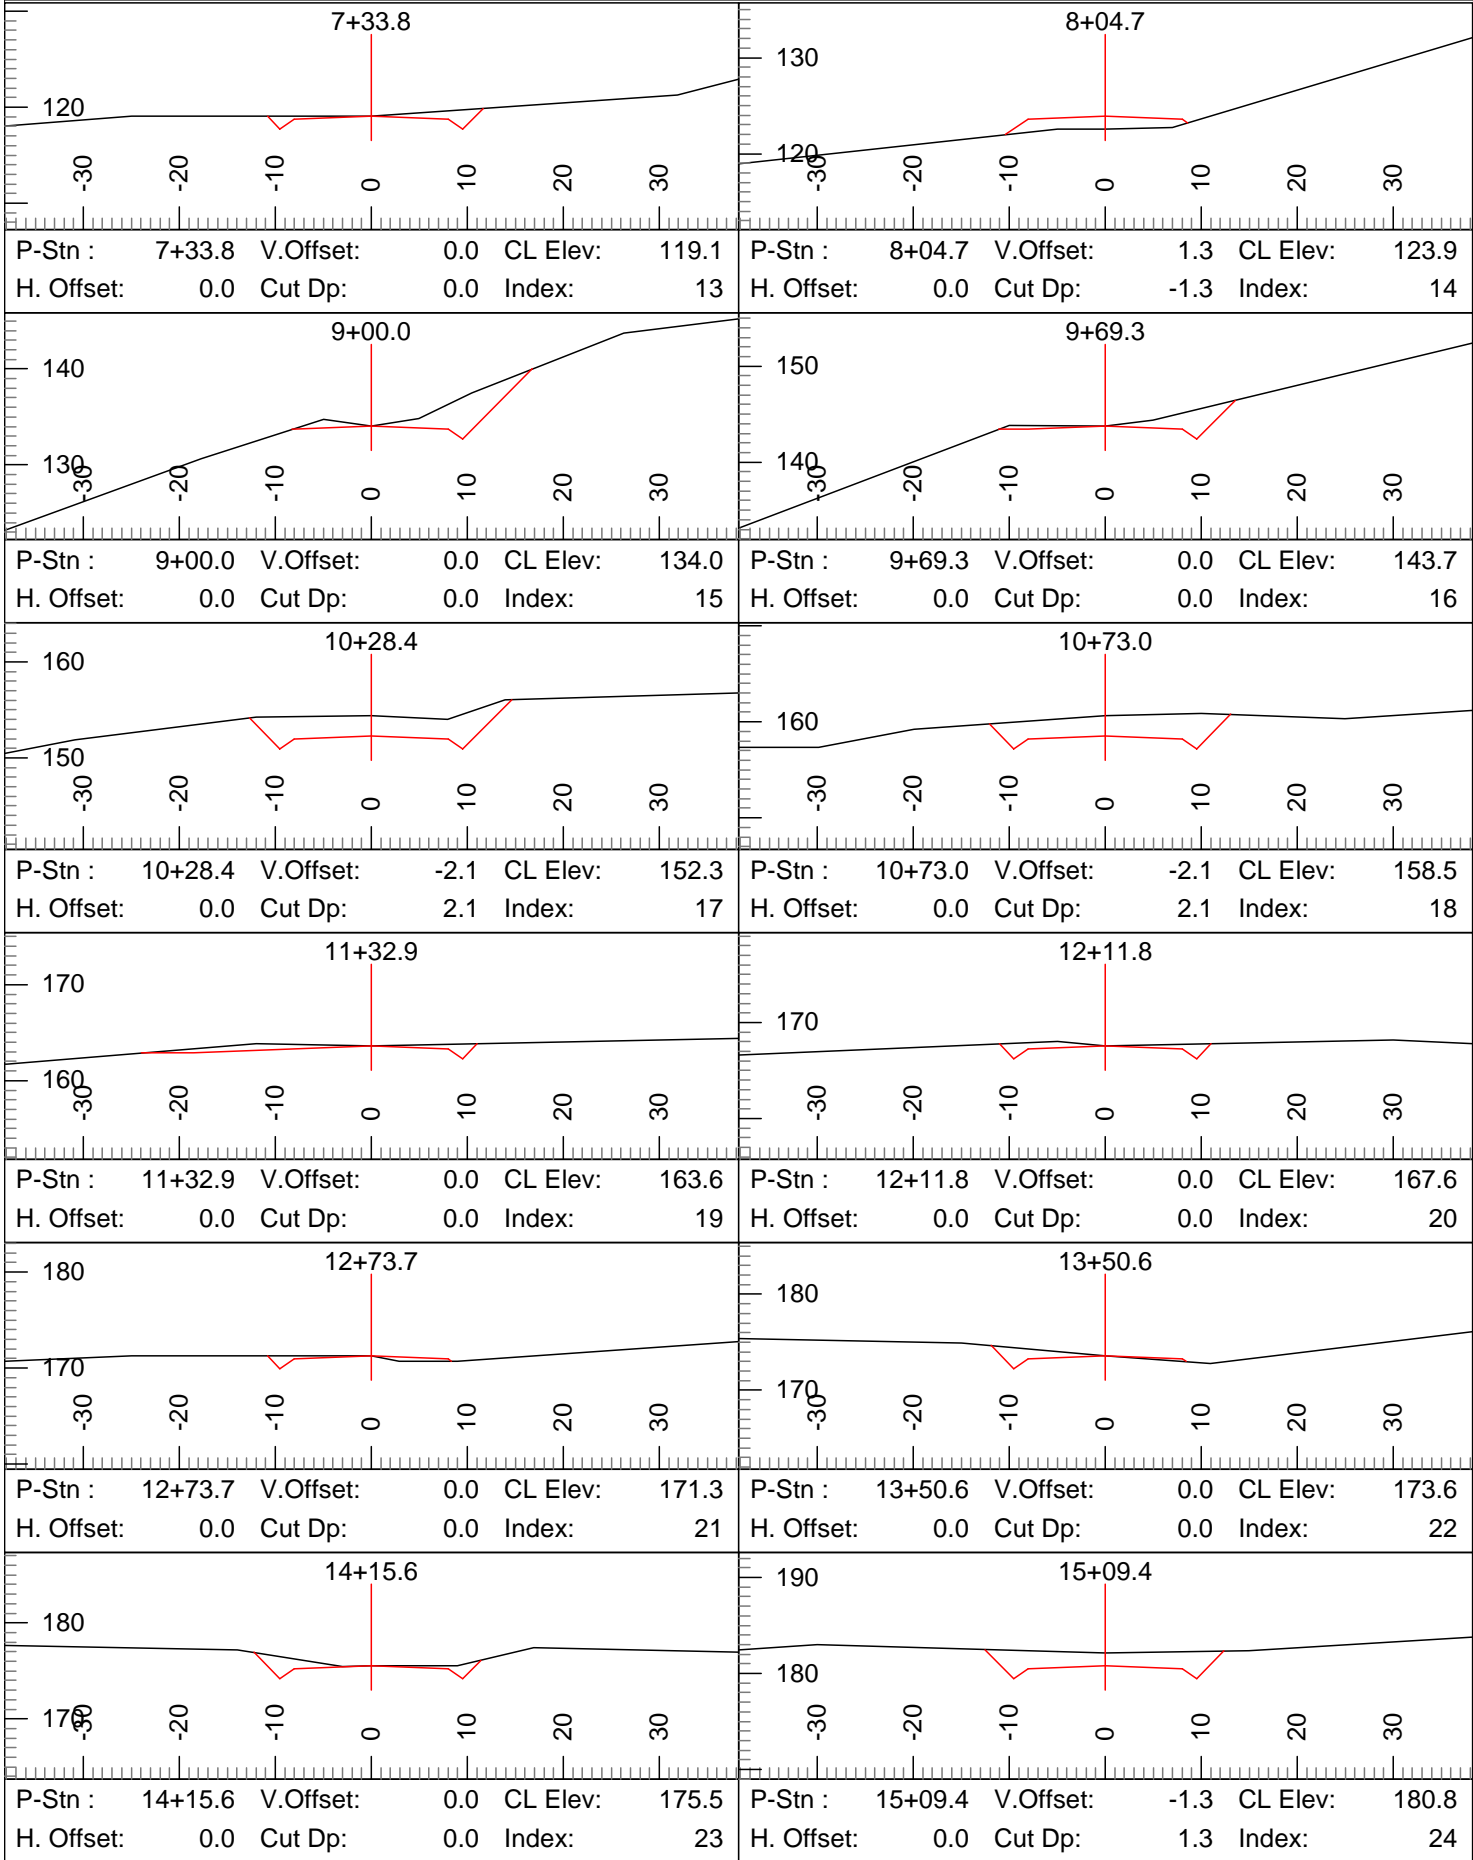 7+33.8
120
-30 -20 -10 0 10 20 30
P-Stn : 7+33.8 V.Offset: 0.0 CL Elev: 119.1
H. Offset: 0.0 Cut Dp: 0.0 Index: 13
8+04.7
130
120
-30 -20 -10 0 10 20 30
P-Stn : 8+04.7 V.Offset: 1.3 CL Elev: 123.9
H. Offset: 0.0 Cut Dp: -1.3 Index: 14
9+00.0
140
130
-30 -20 -10 0 10 20 30
P-Stn : 9+00.0 V.Offset: 0.0 CL Elev: 134.0
H. Offset: 0.0 Cut Dp: 0.0 Index: 15
9+69.3
150
140
-30 -20 -10 0 10 20 30
P-Stn : 9+69.3 V.Offset: 0.0 CL Elev: 143.7
H. Offset: 0.0 Cut Dp: 0.0 Index: 16
10+28.4
160
150
-30 -20 -10 0 10 20 30
P-Stn : 10+28.4 V.Offset: -2.1 CL Elev: 152.3
H. Offset: 0.0 Cut Dp: 2.1 Index: 17
10+73.0
160
-30 -20 -10 0 10 20 30
P-Stn : 10+73.0 V.Offset: -2.1 CL Elev: 158.5
H. Offset: 0.0 Cut Dp: 2.1 Index: 18
11+32.9
170
160
-30 -20 -10 0 10 20 30
P-Stn : 11+32.9 V.Offset: 0.0 CL Elev: 163.6
H. Offset: 0.0 Cut Dp: 0.0 Index: 19
12+11.8
170
-30 -20 -10 0 10 20 30
P-Stn : 12+11.8 V.Offset: 0.0 CL Elev: 167.6
H. Offset: 0.0 Cut Dp: 0.0 Index: 20
12+73.7
180
170
-30 -20 -10 0 10 20 30
P-Stn : 12+73.7 V.Offset: 0.0 CL Elev: 171.3
H. Offset: 0.0 Cut Dp: 0.0 Index: 21
13+50.6
180
170
-30 -20 -10 0 10 20 30
P-Stn : 13+50.6 V.Offset: 0.0 CL Elev: 173.6
H. Offset: 0.0 Cut Dp: 0.0 Index: 22
14+15.6
180
170
-30 -20 -10 0 10 20 30
P-Stn : 14+15.6 V.Offset: 0.0 CL Elev: 175.5
H. Offset: 0.0 Cut Dp: 0.0 Index: 23
15+09.4
190
180
-30 -20 -10 0 10 20 30
P-Stn : 15+09.4 V.Offset: -1.3 CL Elev: 180.8
H. Offset: 0.0 Cut Dp: 1.3 Index: 24